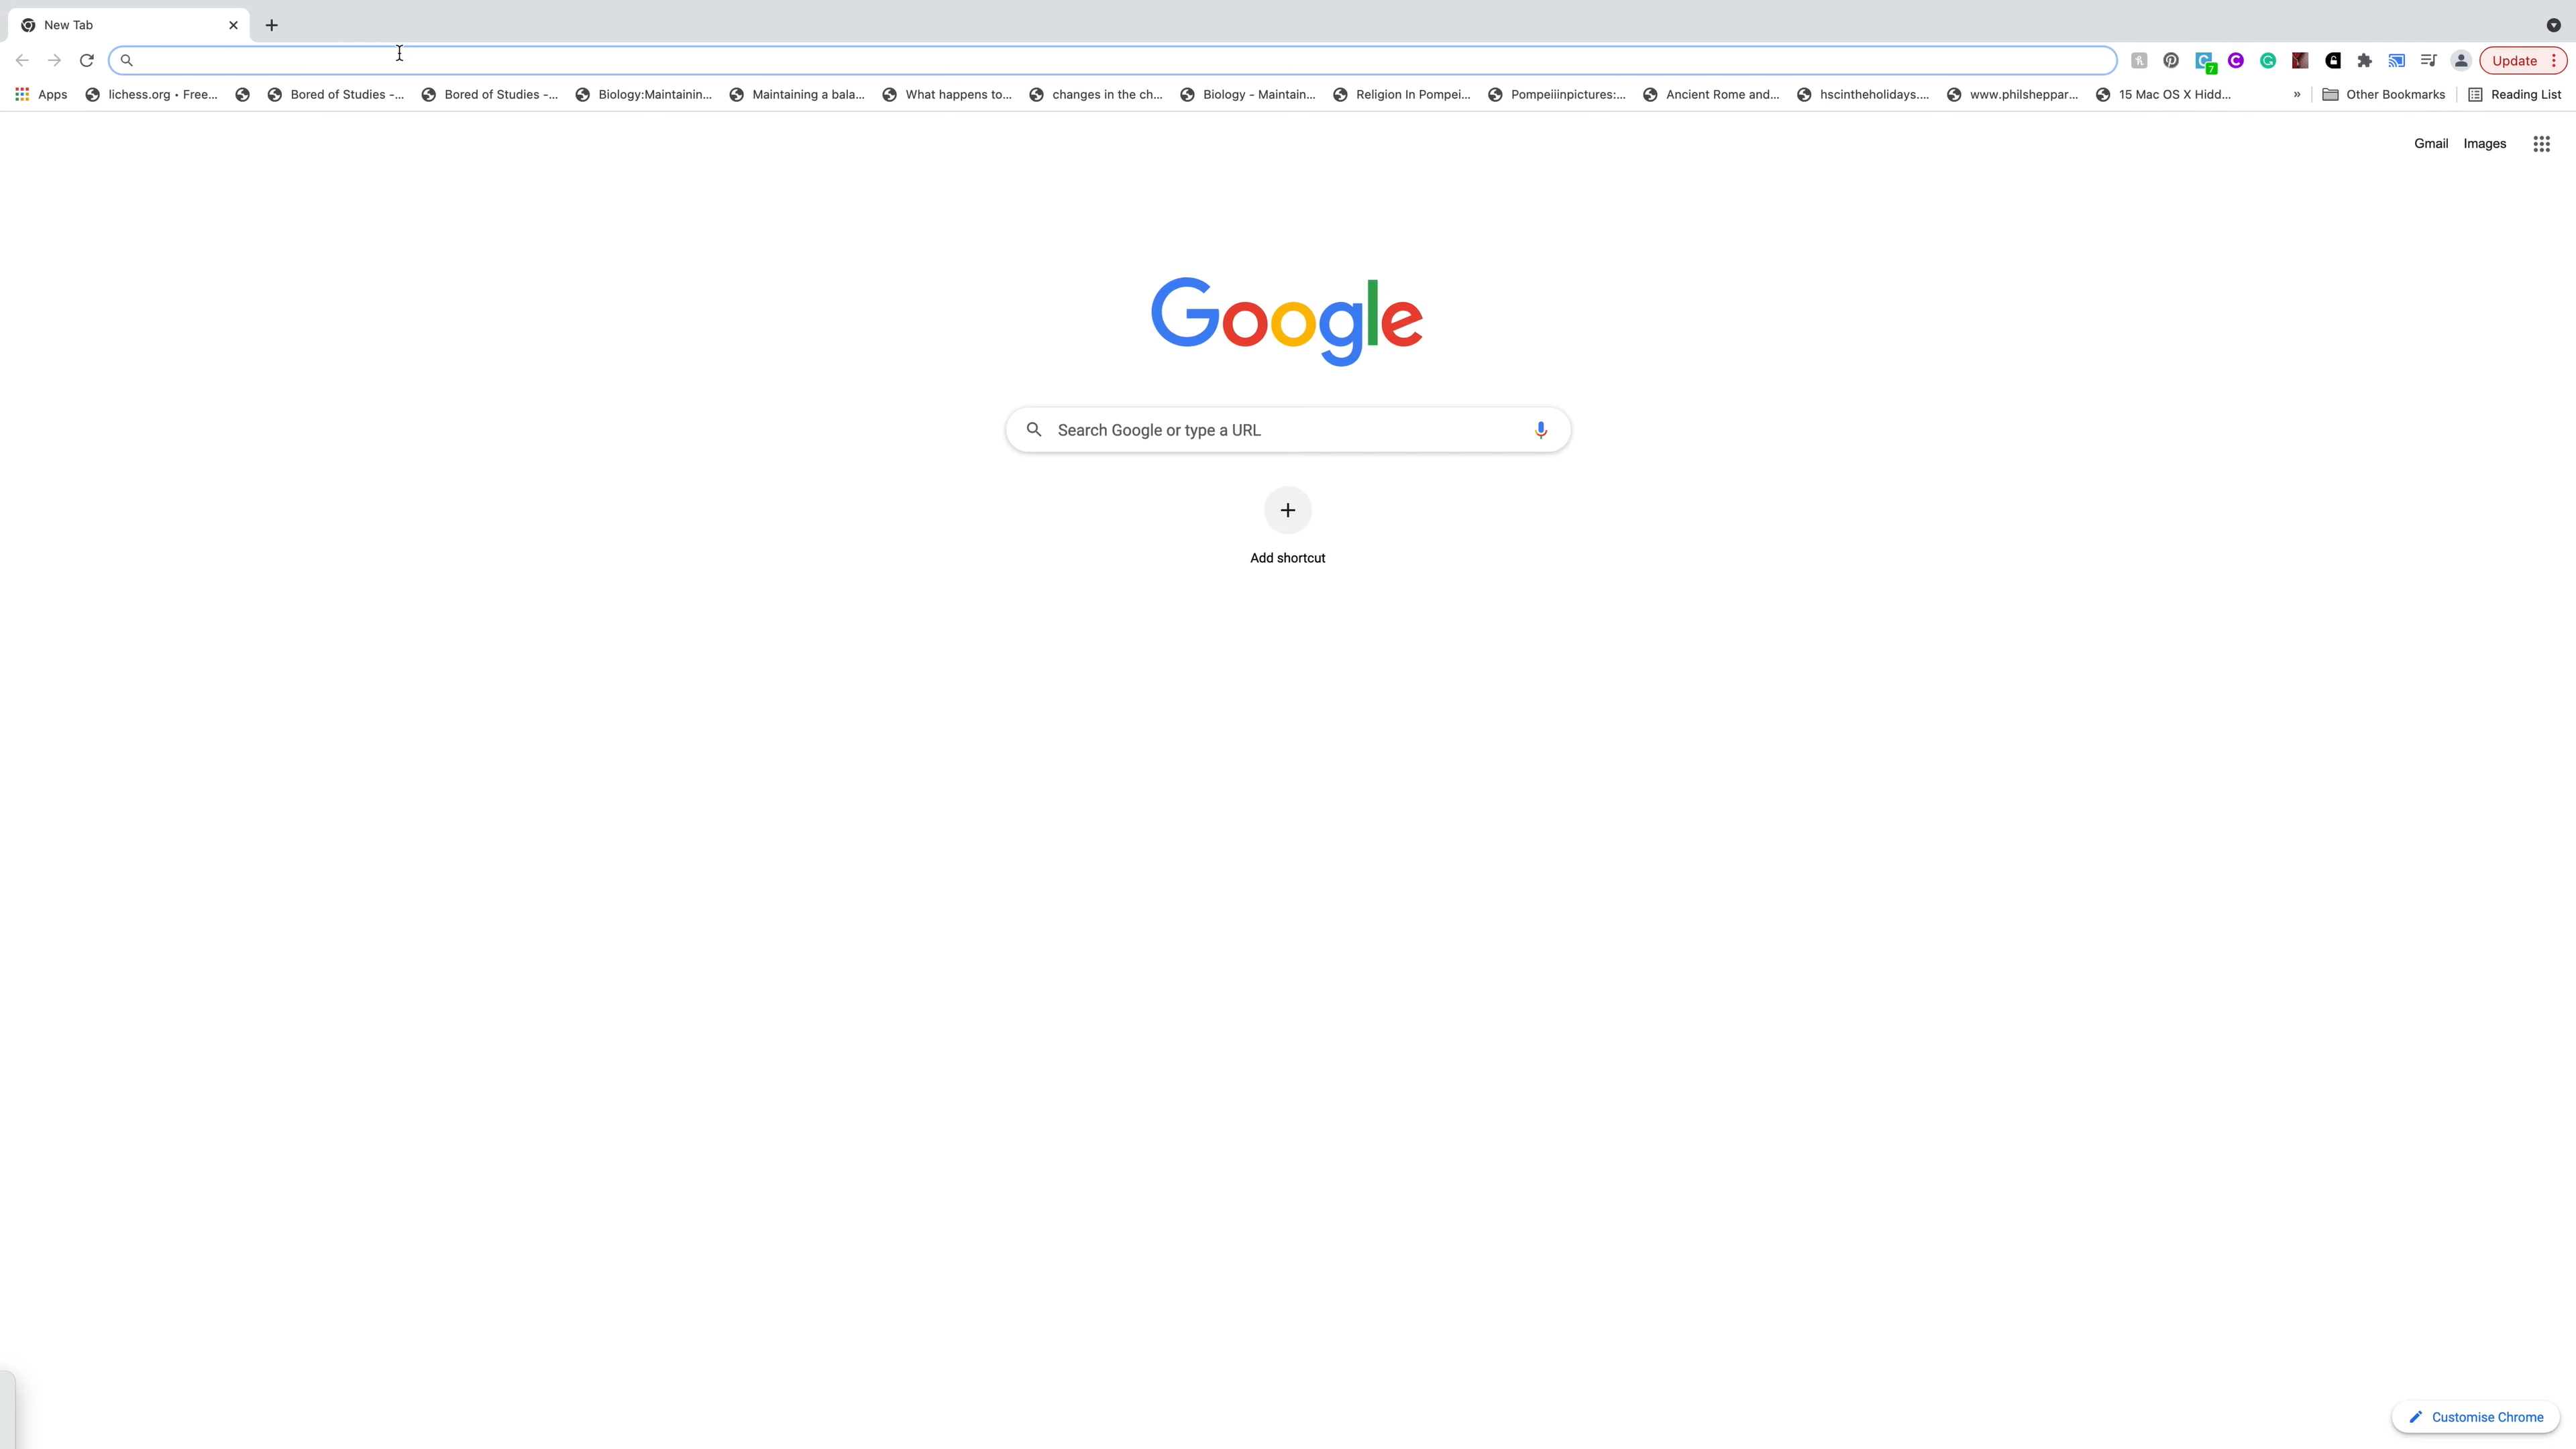 New Tab
Update
Apps lichess.org • Free... Bored of Studies -... Bored of Studies -... Biology:Maintainin... Maintaining a bala... What happens to... changes in the ch... Biology - Maintain... Religion In Pompei... Pompeiiinpictures:... Ancient Rome and... hscintheholidays.... www.philsheppar... 15 Mac OS X Hidd... » Other Bookmarks Reading List
Gmail Images
Google
Search Google or type a URL
Add shortcut
Customise Chrome